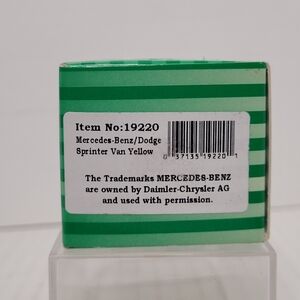 Item No:19220
Mercedes-Benz/Dodge
Sprinter Van Yellow
0 37135 19220 1
The Trademarks MERCEDES-BENZ
are owned by Daimler-Chrysler AG
and used with permission.